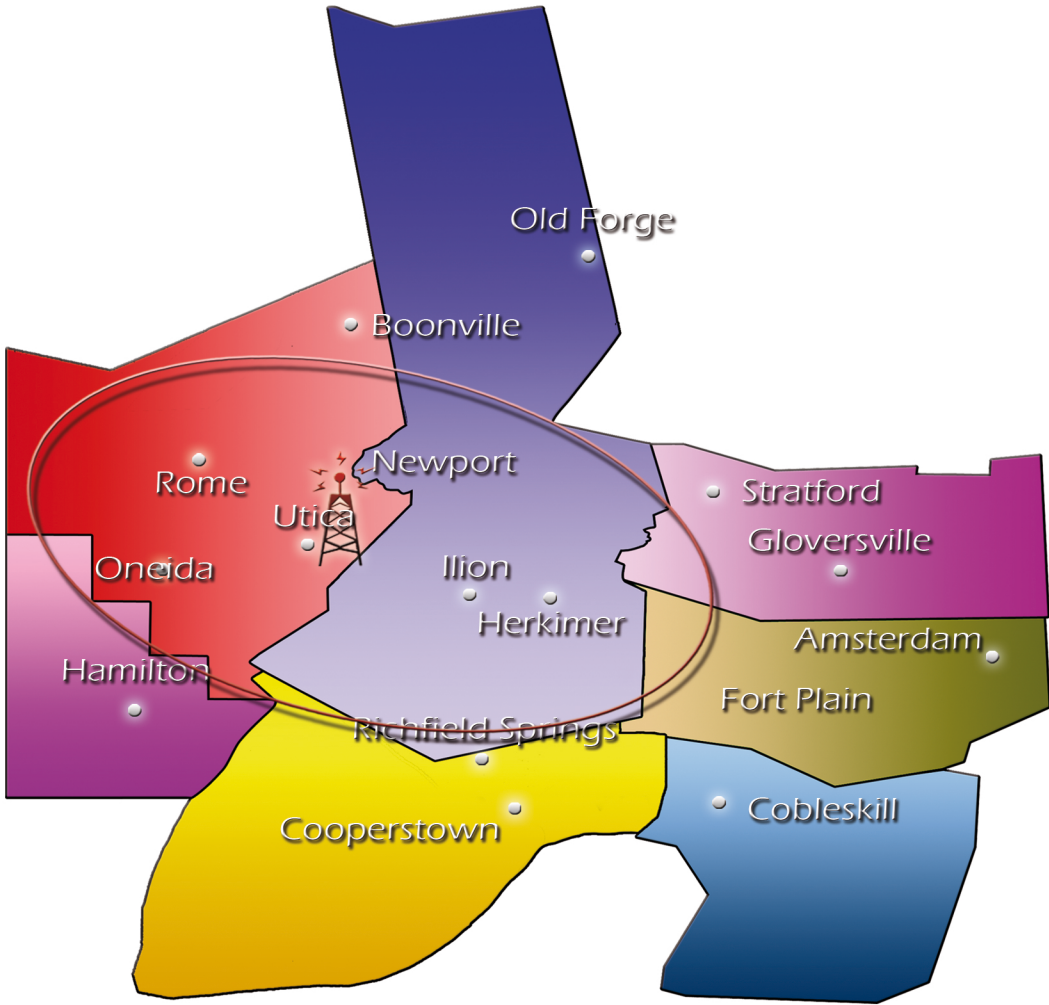 Old Forge
Boonville
Newport
Rome
Stratford
Utica
Gloversville
Oneida
Ilion
Herkimer
Amsterdam
Hamilton
Fort Plain
Richfield Springs
Cobleskill
Cooperstown